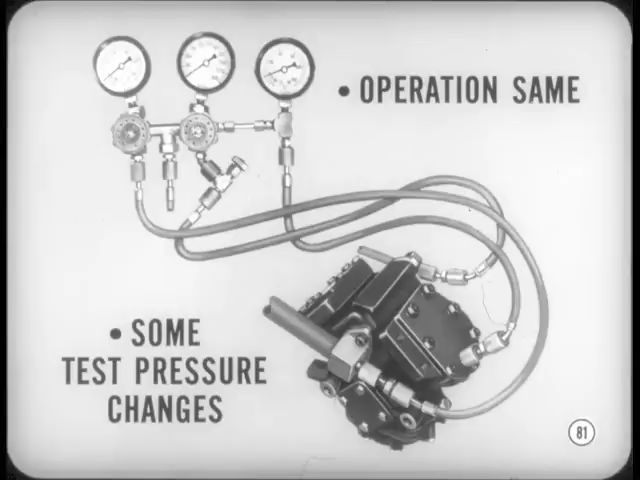 • OPERATION SAME
• SOME
TEST PRESSURE
CHANGES
81